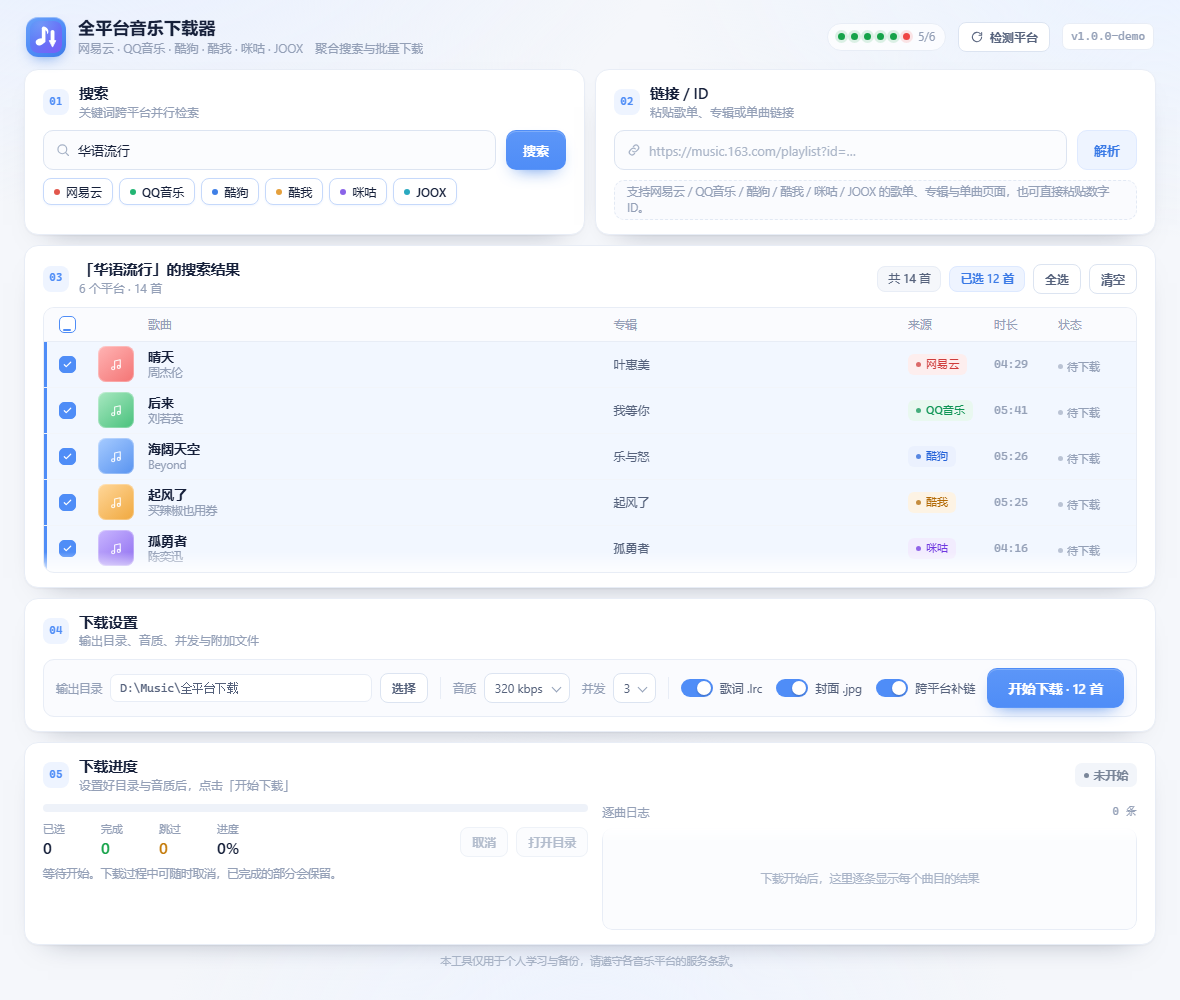 全平台音乐下载器
网易云 · QQ音乐 · 酷狗 · 酷我 · 咪咕 · JOOX 聚合搜索与批量下载
5/6
检测平台
v1.0.0-demo
01
搜索
关键词跨平台并行检索
华语流行
搜索
网易云
QQ音乐
酷狗
酷我
咪咕
JOOX
02
链接 / ID
粘贴歌单、专辑或单曲链接
https://music.163.com/playlist?id=...
解析
支持网易云 / QQ音乐 / 酷狗 / 酷我 / 咪咕 / JOOX 的歌单、专辑与单曲页面，也可直接粘贴数字
ID。
03
「华语流行」的搜索结果
6 个平台 · 14 首
共 14 首
已选 12 首
全选
清空
歌曲 专辑 来源 时长 状态
晴天
周杰伦
叶惠美 网易云 04:29 待下载
后来
刘若英
我等你 QQ音乐 05:41 待下载
海阔天空
Beyond
乐与怒 酷狗 05:26 待下载
起风了
买辣椒也用券
起风了 酷我 05:25 待下载
孤勇者
陈奕迅
孤勇者 咪咕 04:16 待下载
04
下载设置
输出目录、音质、并发与附加文件
输出目录 D:\Music\全平台下载 选择 音质 320 kbps 并发 3 歌词 .lrc 封面 .jpg 跨平台补链 开始下载 · 12 首
05
下载进度
设置好目录与音质后，点击「开始下载」
未开始
已选 完成 跳过 进度
0 0 0 0%
取消
打开目录
等待开始。下载过程中可随时取消，已完成的部分会保留。
逐曲日志
0 条
下载开始后，这里逐条显示每个曲目的结果
本工具仅用于个人学习与备份，请遵守各音乐平台的服务条款。